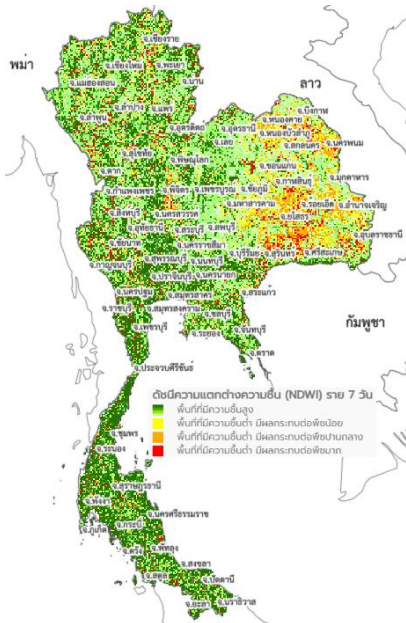 จ.เชียงราย
พม่า
จ.เชียงใหม่
จ.พะเยา
ลาว
จ.แม่ฮ่องสอน
จ.น่าน
จ.บึงกาฬ
จ.ลำปาง
จ.แพร่
จ.หนองคาย
จ.ลำพูน
จ.อุตรดิตถ์
จ.อุดรธานี
จ.หนองบัวลำภู
จ.นครพนม
จ.เลย
จ.สกลนคร
จ.สุโขทัย
จ.พิษณุโลก
จ.ขอนแก่น
จ.ตาก
จ.มุกดาหาร
จ.กำแพงเพชร
จ.พิจิตร
จ.เพชรบูรณ์
จ.ชัยภูมิ
จ.กาฬสินธุ์
จ.มหาสารคาม
จ.ร้อยเอ็ด
จ.อำนาจเจริญ
จ.สิงห์บุรี
จ.นครสวรรค์
จ.ยโสธร
จ.อุทัยธานี
จ.สระบุรี
จ.ลพบุรี
จ.อุบลราชธานี
จ.ชัยนาท
จ.นครราชสีมา
จ.บุรีรัมย์
จ.สุรินทร์
จ.ศรีสะเกษ
จ.สุพรรณบุรี
จ.นนทบุรี
จ.กาญจนบุรี
จ.ปราจีนบุรี
จ.นครนายก
จ.สระแก้ว
จ.นครปฐม
จ.สมุทรสาคร
จ.ราชบุรี
จ.สมุทรสงคราม
จ.ชลบุรี
กัมพูชา
จ.เพชรบุรี
จ.ระยอง
จ.จันทบุรี
จ.ตราด
จ.ประจวบคีรีขันธ์
ดัชนีความแตกต่างความชื้น (NDWI) ราย 7 วัน
พื้นที่ที่มีความชื้นสูง
พื้นที่ที่มีความชื้นต่ำ มีผลกระทบต่อพืชน้อย
พื้นที่ที่มีความชื้นต่ำ มีผลกระทบต่อพืชปานกลาง
พื้นที่ที่มีความชื้นต่ำ มีผลกระทบต่อพืชมาก
จ.ชุมพร
จ.ระนอง
จ.สุราษฎร์ธานี
จ.พังงา
จ.นครศรีธรรมราช
จ.ภูเก็ต
จ.กระบี่
จ.ตรัง
จ.พัทลุง
จ.สงขลา
จ.สตูล
จ.ปัตตานี
จ.ยะลา
จ.นราธิวาส